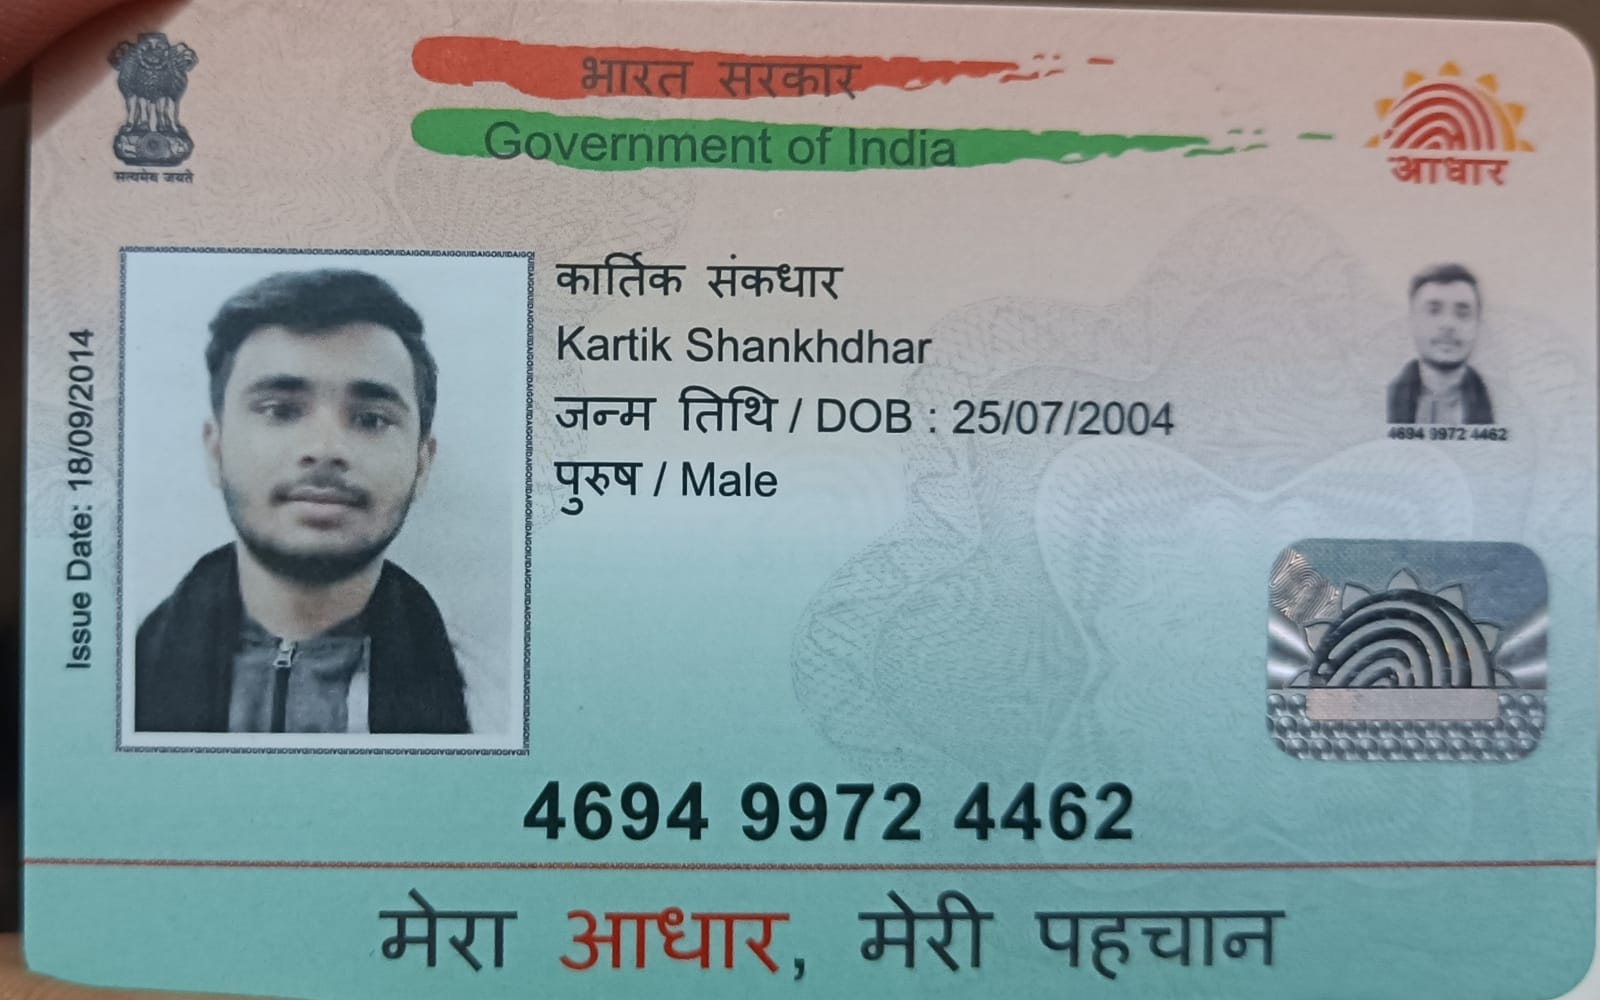 भारत सरकार
Government of India
सत्यमेव जयते
आधार
Issue Date: 18/09/2014
कार्तिक संकधार
Kartik Shankhdhar
जन्म तिथि / DOB : 25/07/2004
पुरुष / Male
4694 9972 4462
4694 9972 4462
मेरा आधार, मेरी पहचान